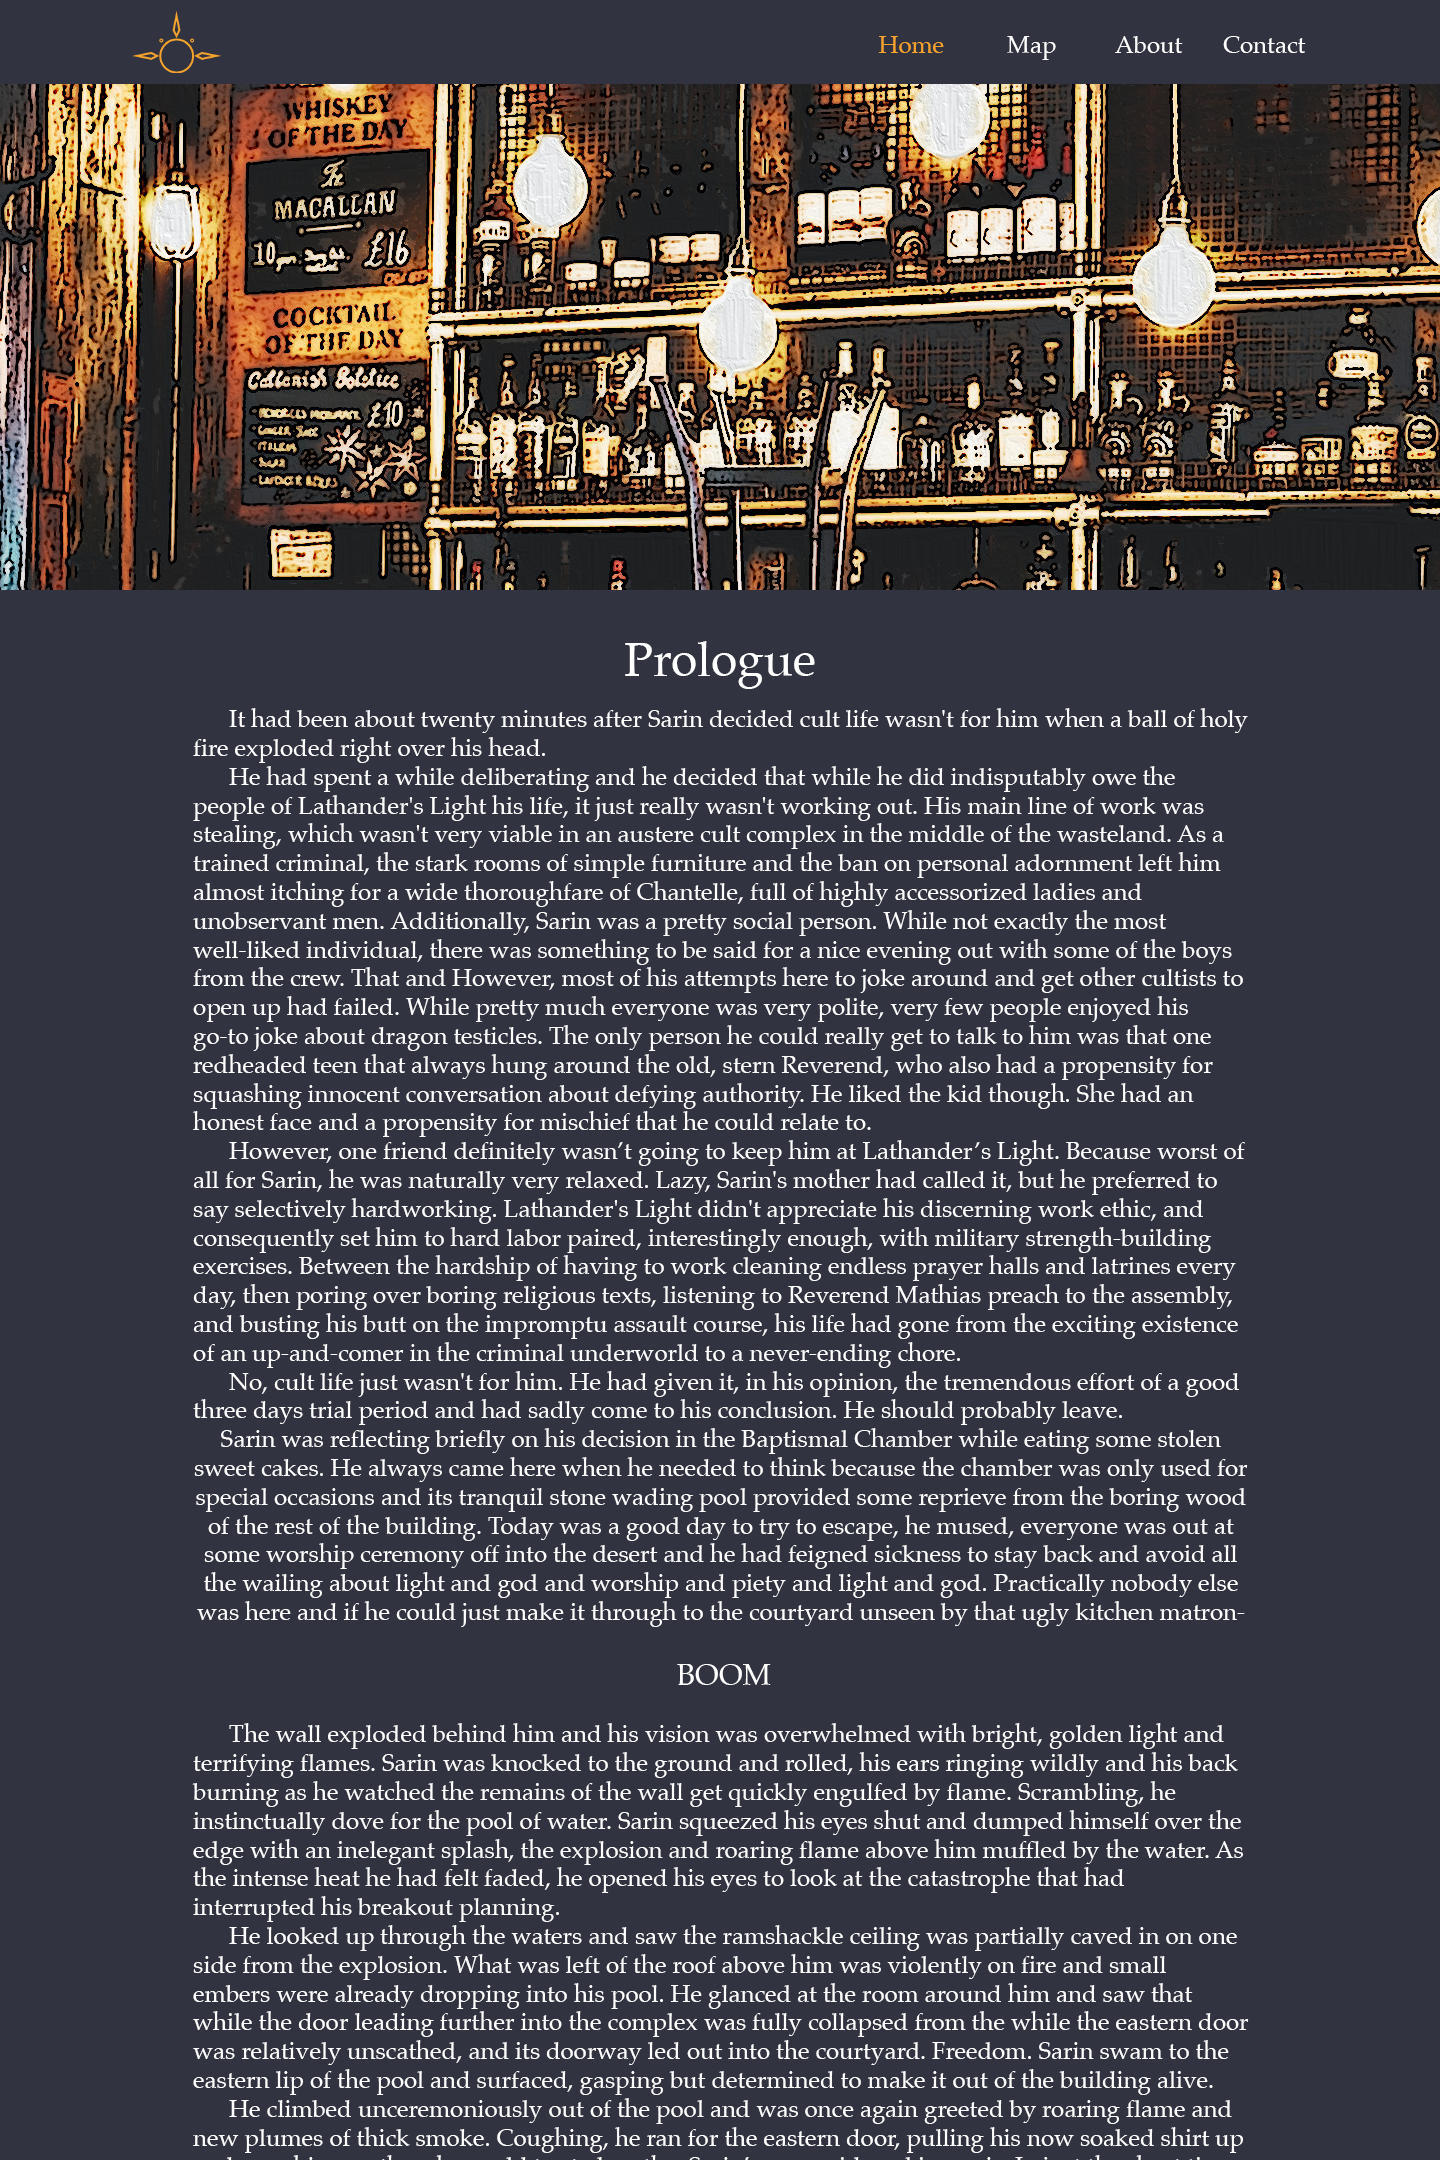 Home Map About Contact
WHISKEY
OF THE DAY
The
MACALLAN
10 £16
COCKTAIL
OF THE DAY
£10
Prologue
It had been about twenty minutes after Sarin decided cult life wasn't for him when a ball of holy
fire exploded right over his head.
He had spent a while deliberating and he decided that while he did indisputably owe the
people of Lathander's Light his life, it just really wasn't working out. His main line of work was
stealing, which wasn't very viable in an austere cult complex in the middle of the wasteland. As a
trained criminal, the stark rooms of simple furniture and the ban on personal adornment left him
almost itching for a wide thoroughfare of Chantelle, full of highly accessorized ladies and
unobservant men. Additionally, Sarin was a pretty social person. While not exactly the most
well-liked individual, there was something to be said for a nice evening out with some of the boys
from the crew. That and However, most of his attempts here to joke around and get other cultists to
open up had failed. While pretty much everyone was very polite, very few people enjoyed his
go-to joke about dragon testicles. The only person he could really get to talk to him was that one
redheaded teen that always hung around the old, stern Reverend, who also had a propensity for
squashing innocent conversation about defying authority. He liked the kid though. She had an
honest face and a propensity for mischief that he could relate to.
However, one friend definitely wasn’t going to keep him at Lathander’s Light. Because worst of
all for Sarin, he was naturally very relaxed. Lazy, Sarin's mother had called it, but he preferred to
say selectively hardworking. Lathander's Light didn't appreciate his discerning work ethic, and
consequently set him to hard labor paired, interestingly enough, with military strength-building
exercises. Between the hardship of having to work cleaning endless prayer halls and latrines every
day, then poring over boring religious texts, listening to Reverend Mathias preach to the assembly,
and busting his butt on the impromptu assault course, his life had gone from the exciting existence
of an up-and-comer in the criminal underworld to a never-ending chore.
No, cult life just wasn't for him. He had given it, in his opinion, the tremendous effort of a good
three days trial period and had sadly come to his conclusion. He should probably leave.
Sarin was reflecting briefly on his decision in the Baptismal Chamber while eating some stolen
sweet cakes. He always came here when he needed to think because the chamber was only used for
special occasions and its tranquil stone wading pool provided some reprieve from the boring wood
of the rest of the building. Today was a good day to try to escape, he mused, everyone was out at
some worship ceremony off into the desert and he had feigned sickness to stay back and avoid all
the wailing about light and god and worship and piety and light and god. Practically nobody else
was here and if he could just make it through to the courtyard unseen by that ugly kitchen matron-
BOOM
The wall exploded behind him and his vision was overwhelmed with bright, golden light and
terrifying flames. Sarin was knocked to the ground and rolled, his ears ringing wildly and his back
burning as he watched the remains of the wall get quickly engulfed by flame. Scrambling, he
instinctually dove for the pool of water. Sarin squeezed his eyes shut and dumped himself over the
edge with an inelegant splash, the explosion and roaring flame above him muffled by the water. As
the intense heat he had felt faded, he opened his eyes to look at the catastrophe that had
interrupted his breakout planning.
He looked up through the waters and saw the ramshackle ceiling was partially caved in on one
side from the explosion. What was left of the roof above him was violently on fire and small
embers were already dropping into his pool. He glanced at the room around him and saw that
while the door leading further into the complex was fully collapsed from the while the eastern door
was relatively unscathed, and its doorway led out into the courtyard. Freedom. Sarin swam to the
eastern lip of the pool and surfaced, gasping but determined to make it out of the building alive.
He climbed unceremoniously out of the pool and was once again greeted by roaring flame and
new plumes of thick smoke. Coughing, he ran for the eastern door, pulling his now soaked shirt up